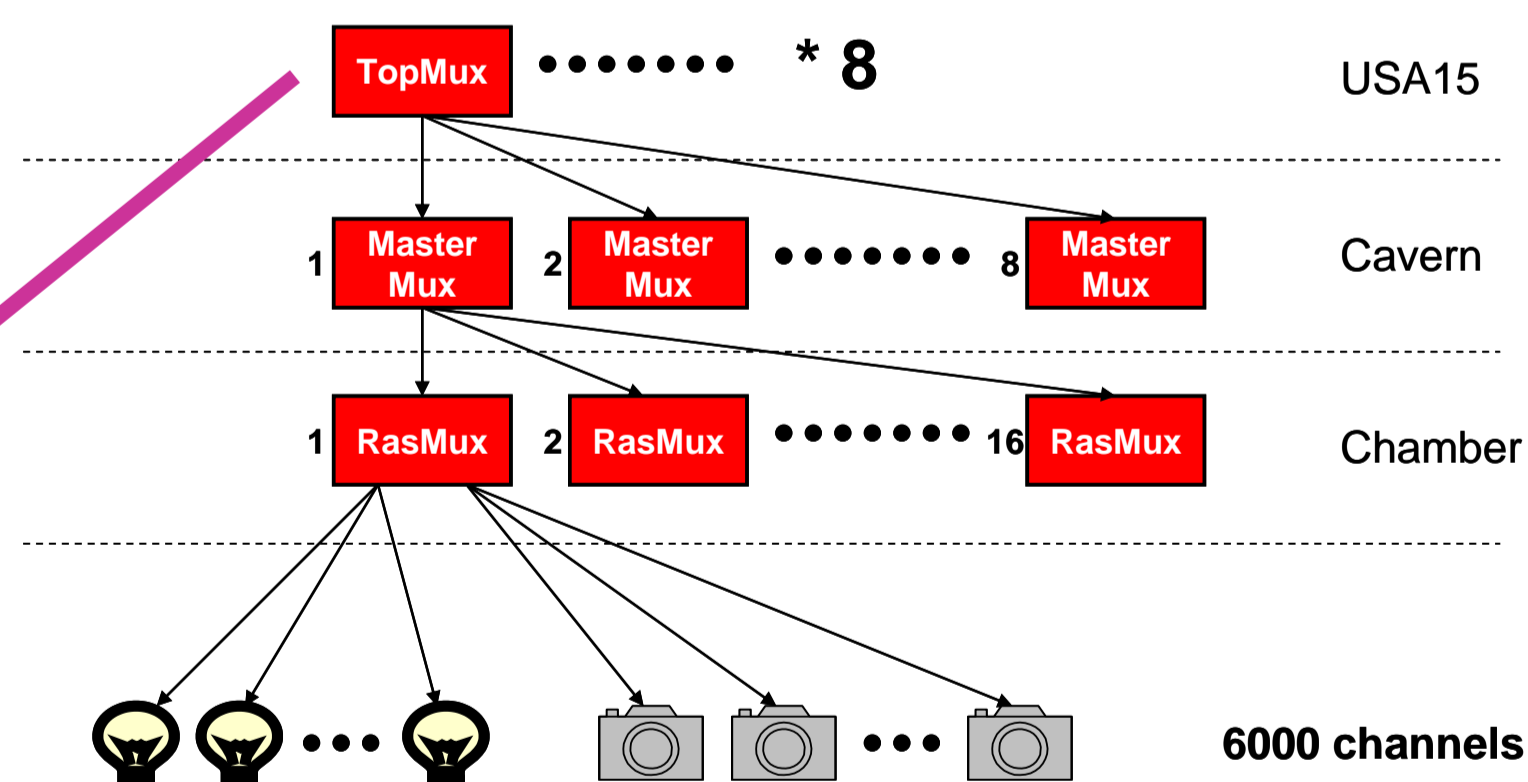 TopMux
* 8
USA15
1
Master
Mux
2
Master
Mux
8
Master
Mux
Cavern
1
RasMux
2
RasMux
16
RasMux
Chamber
6000 channels